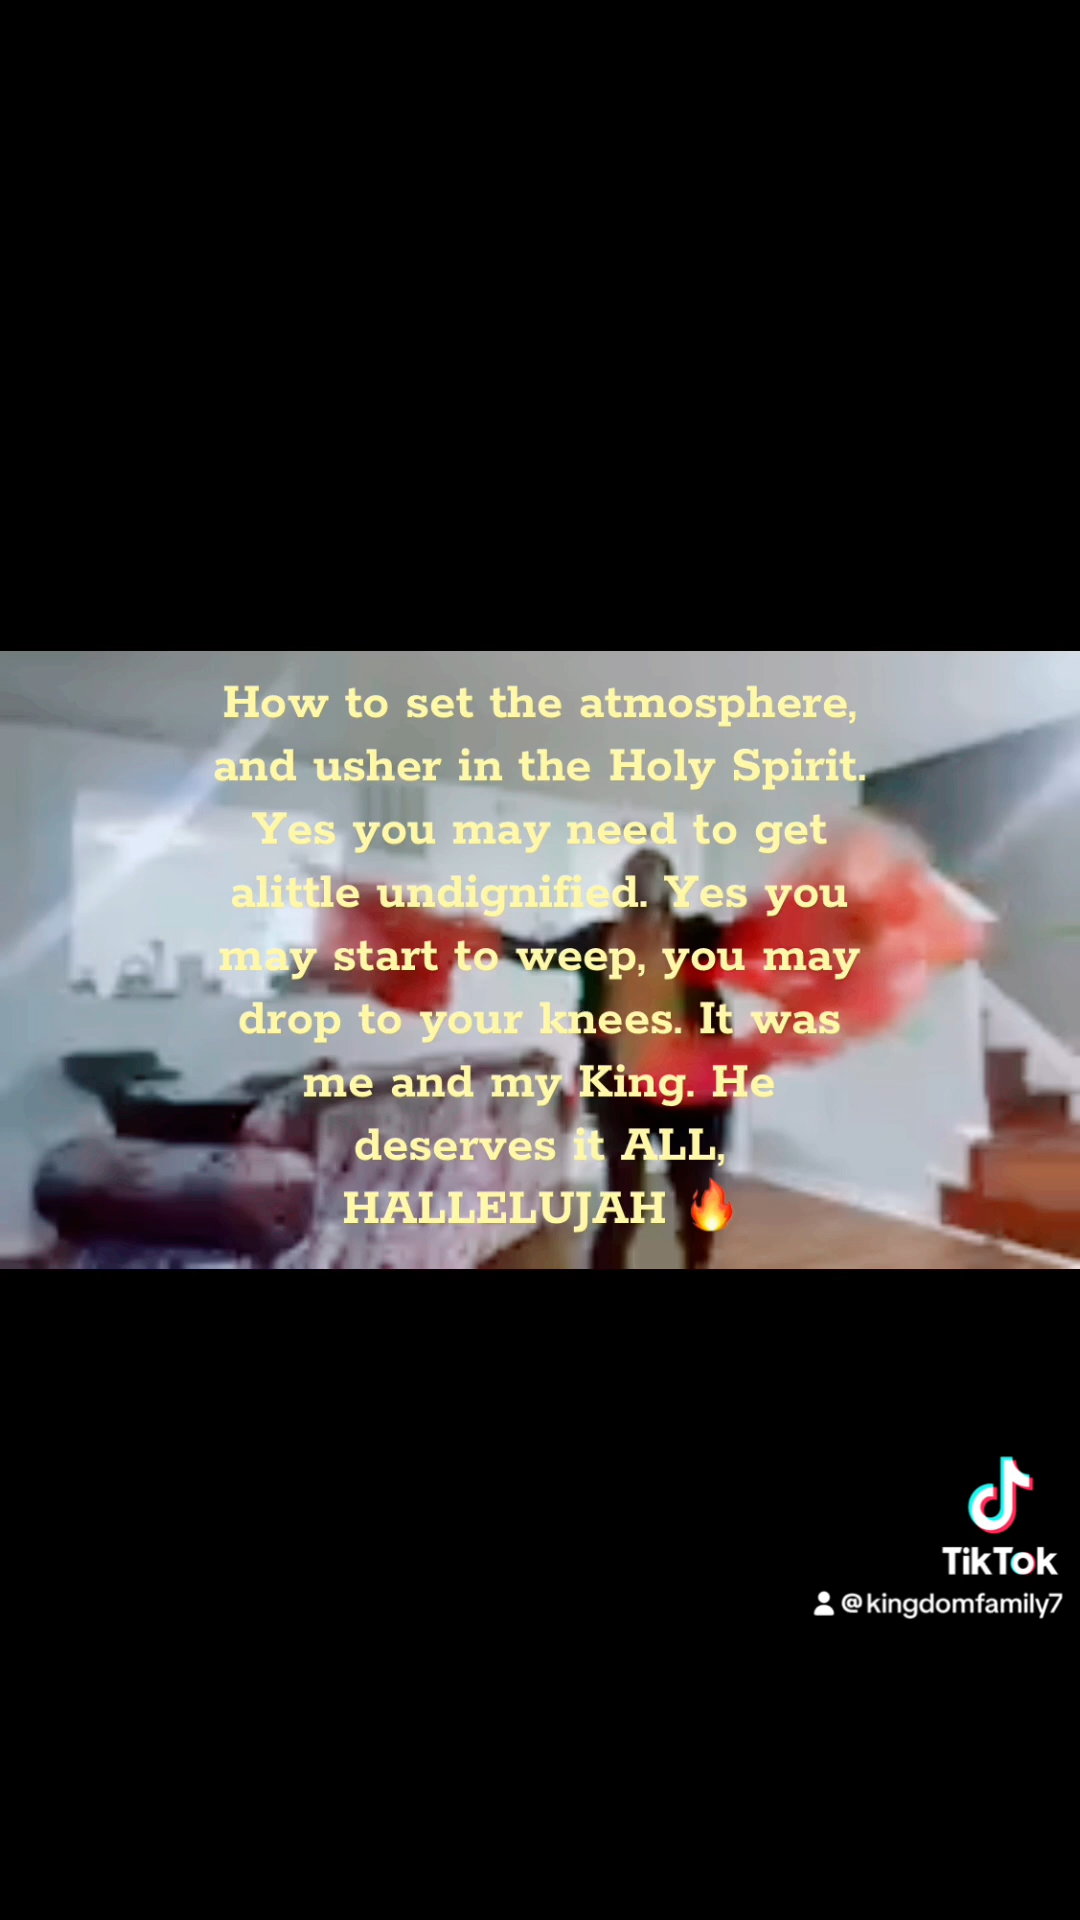 How to set the atmosphere,
and usher in the Holy Spirit.
Yes you may need to get
alittle undignified. Yes you
may start to weep, you may
drop to your knees. It was
me and my King. He
deserves it ALL,
HALLELUJAH 🔥
TikTok
@kingdomfamily7